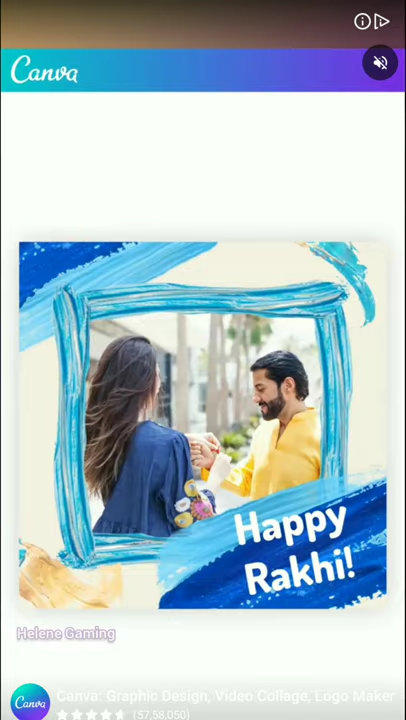 Canva
Happy
Rakhi!
Helene Gaming
Canva
Canva: Graphic Design, Video Collage, Logo Maker
(57,58,050)